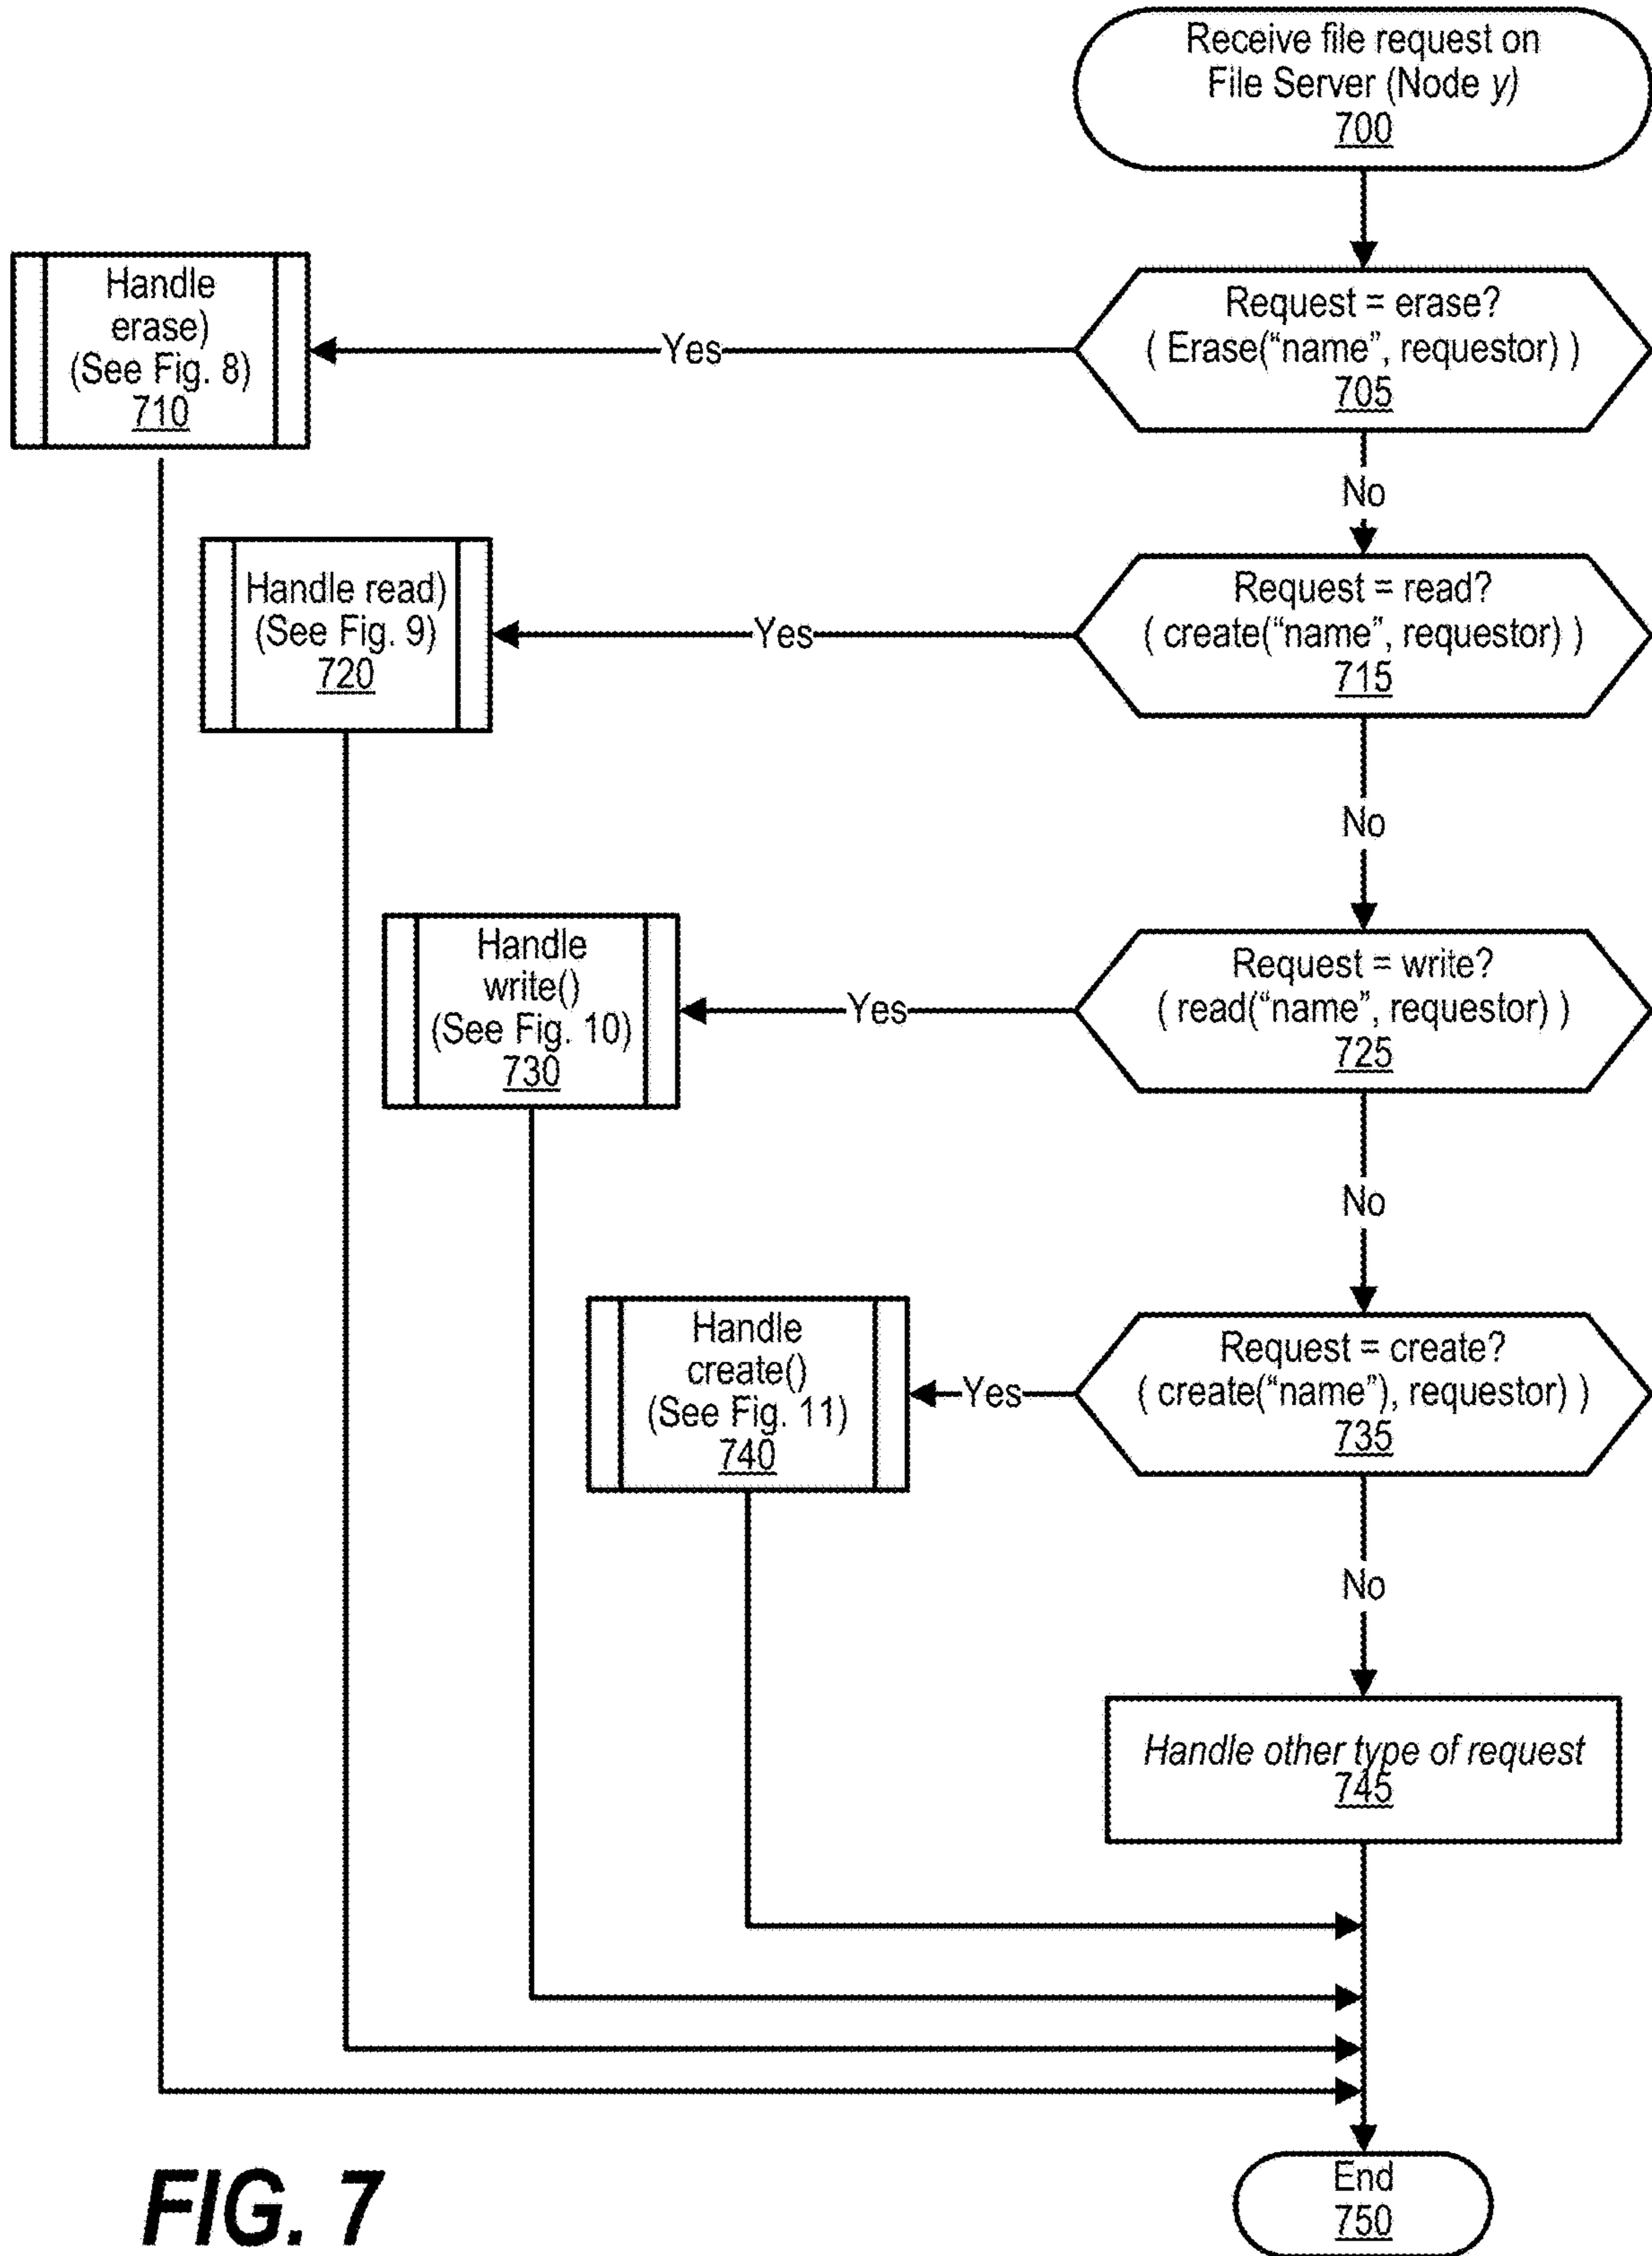 Receive file request on
File Server (Node y)
700
Request = erase?
( Erase("name", requestor) )
705
Yes
Handle
erase)
(See Fig. 8)
710
No
Request = read?
( create("name", requestor) )
715
Yes
Handle read)
(See Fig. 9)
720
No
Request = write?
( read("name", requestor) )
725
Yes
Handle
write()
(See Fig. 10)
730
No
Request = create?
( create("name"), requestor) )
735
Yes
Handle
create()
(See Fig. 11)
740
No
Handle other type of request
745
End
750
FIG. 7